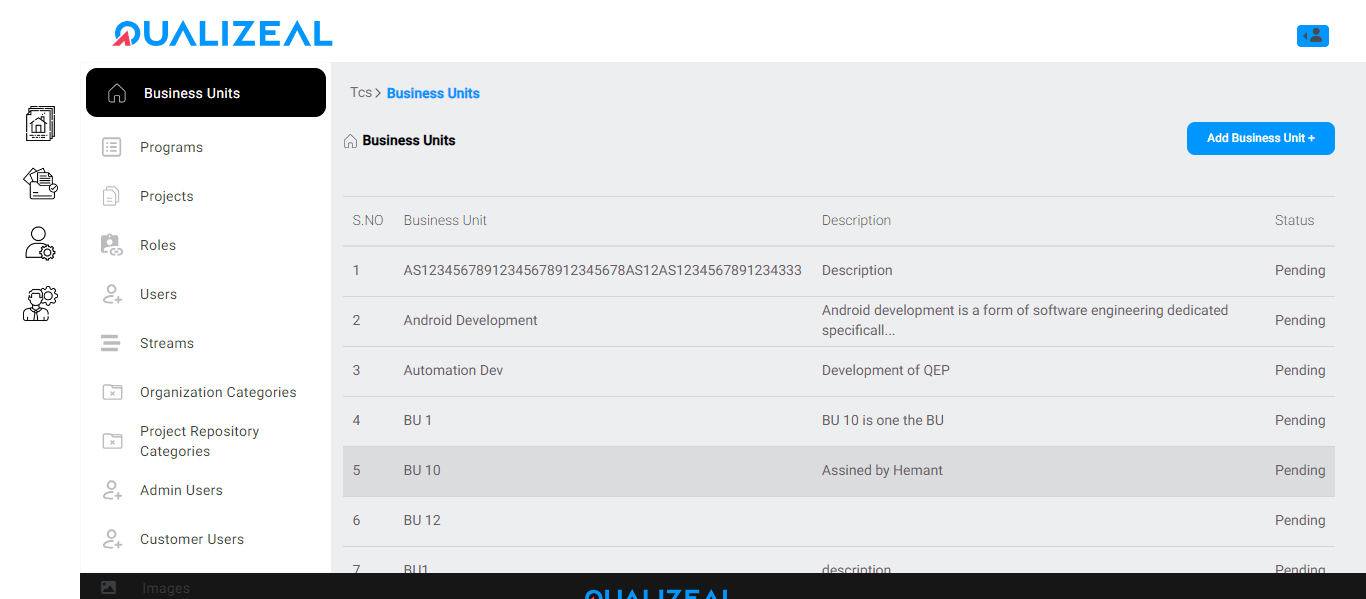 QUALIZEAL
Business Units
Programs
Projects
Roles
Users
Streams
Organization Categories
Project Repository
Categories
Admin Users
Customer Users
Images
Tcs > Business Units
Business Units
Add Business Unit +
S.NO Business Unit Description Status
1 AS12345678912345678912345678AS12AS1234567891234333 Description Pending
2 Android Development Android development is a form of software engineering dedicated
specificall... Pending
3 Automation Dev Development of QEP Pending
4 BU 1 BU 10 is one the BU Pending
5 BU 10 Assined by Hemant Pending
6 BU 12 Pending
7 BU1 description Pending
QUALIZEAL